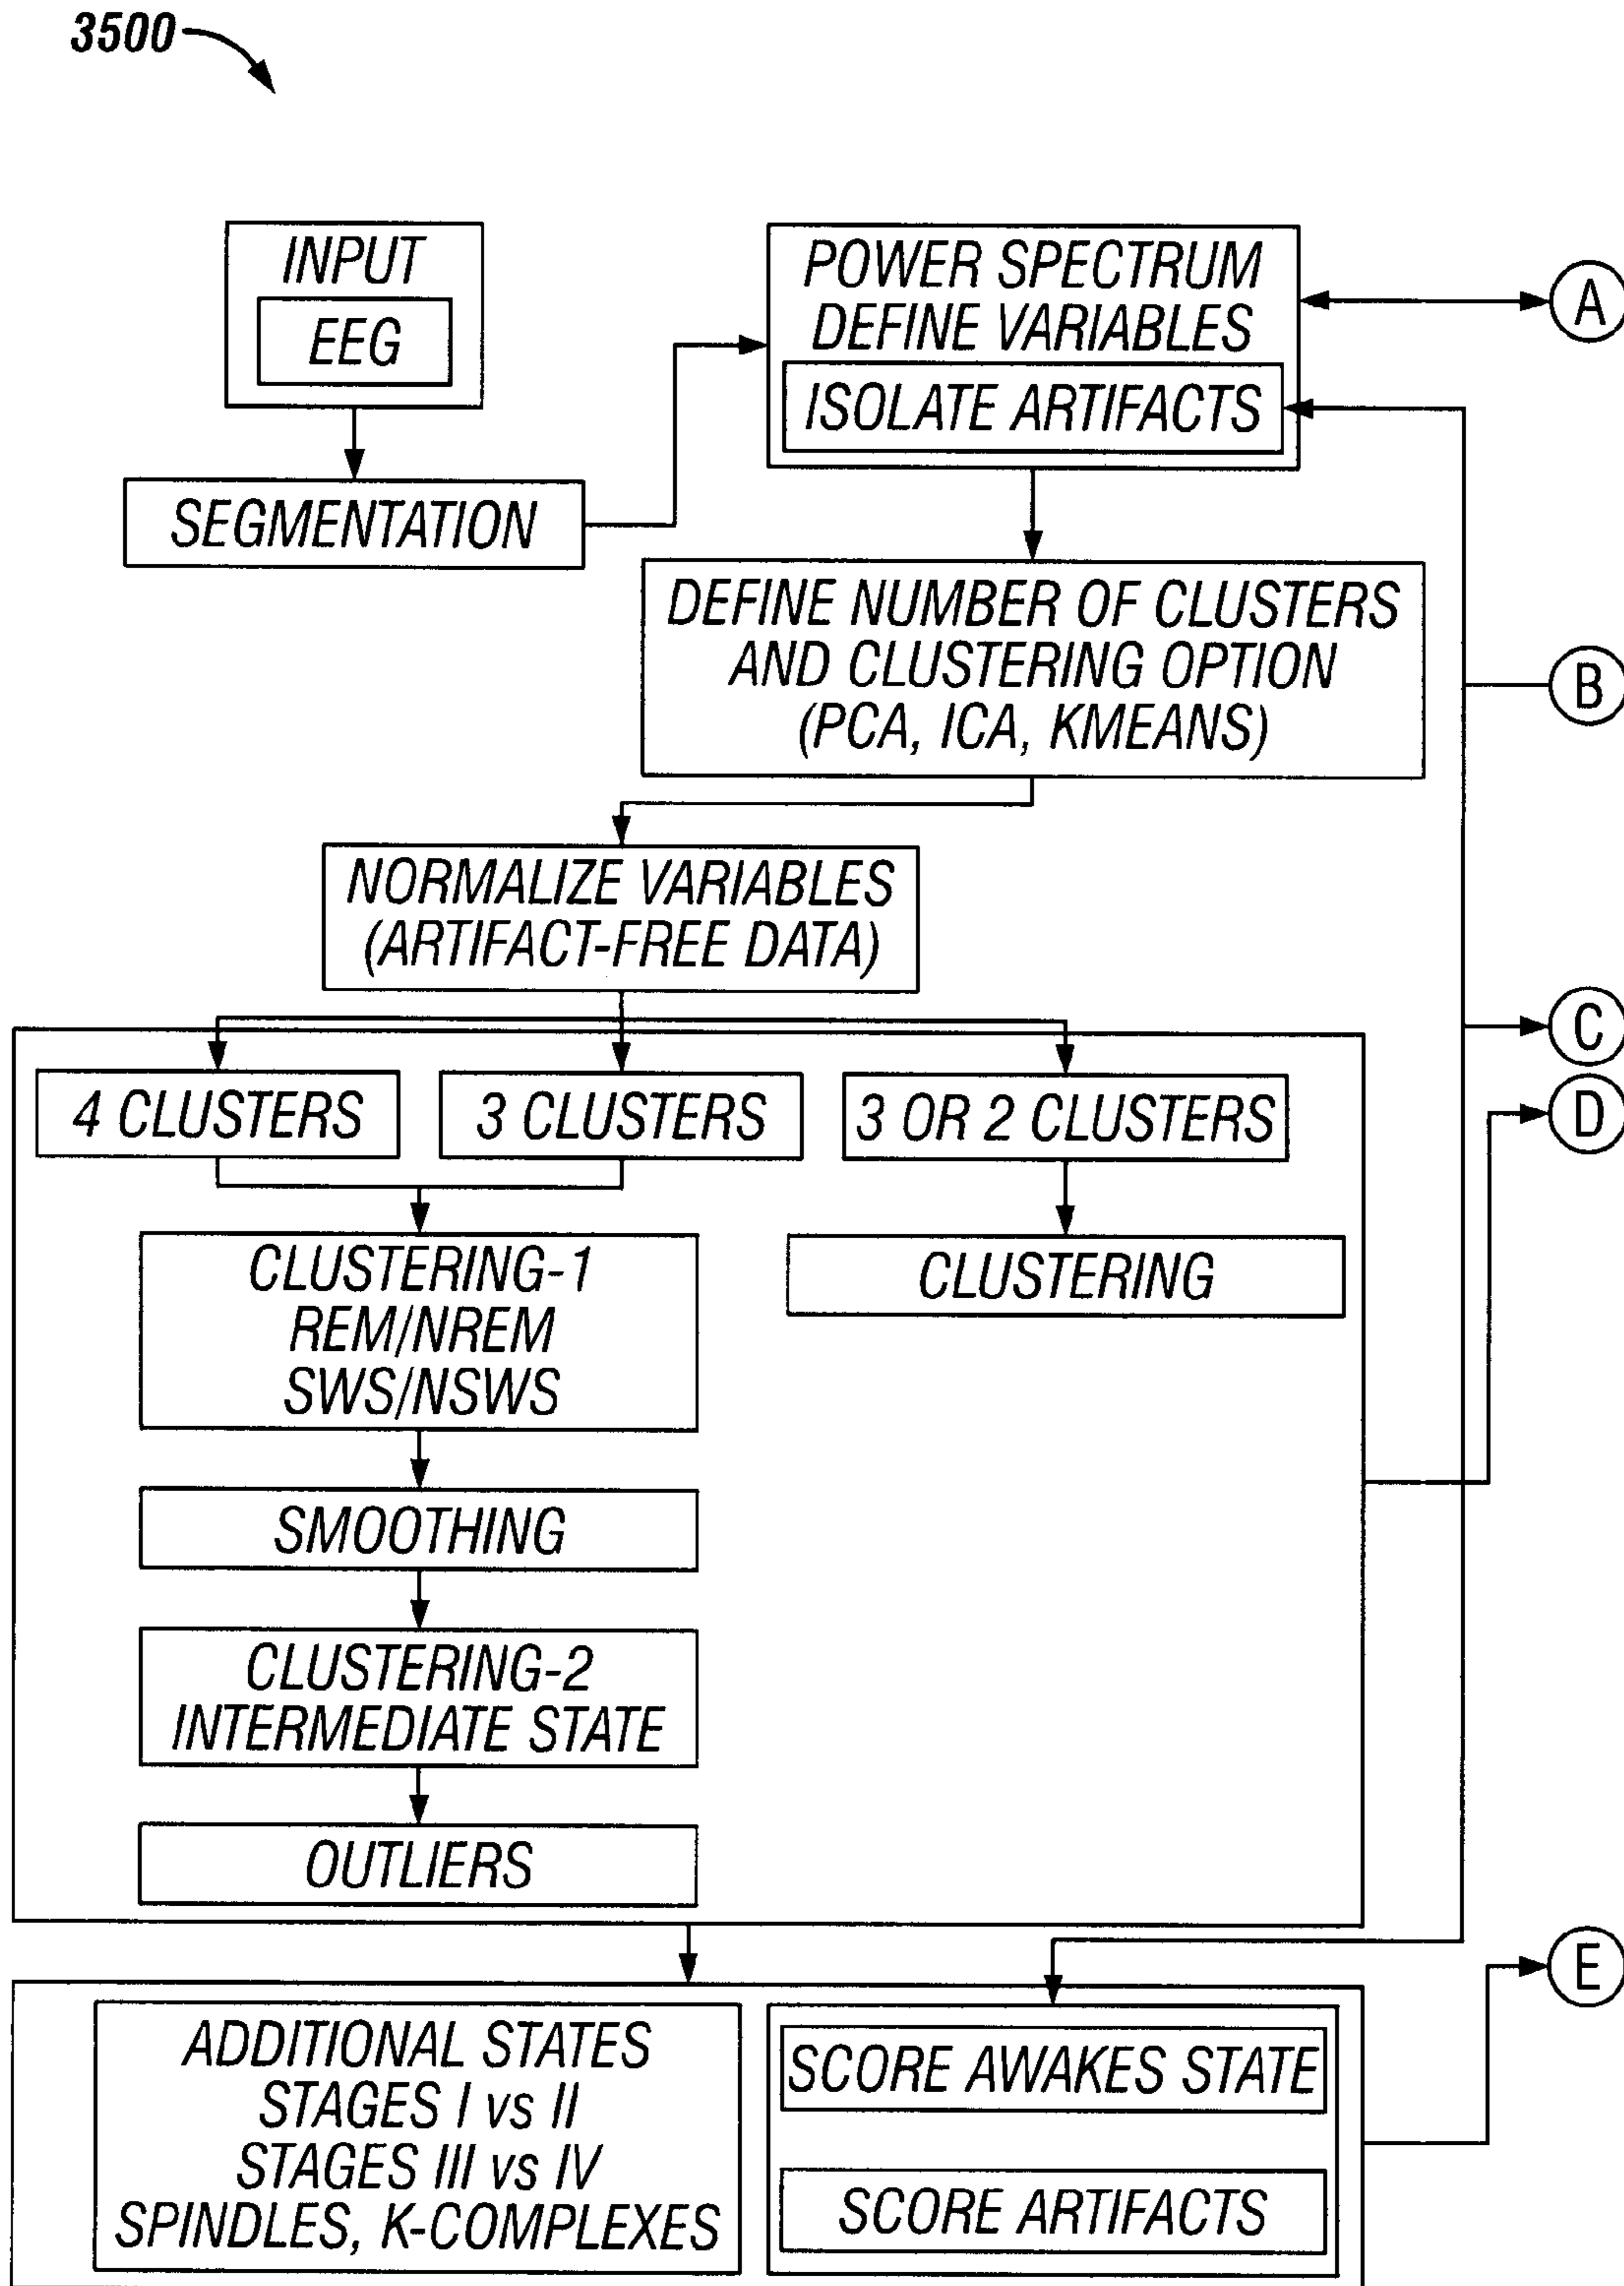 3500
INPUT
EEG
SEGMENTATION
POWER SPECTRUM
DEFINE VARIABLES
ISOLATE ARTIFACTS
A
DEFINE NUMBER OF CLUSTERS
AND CLUSTERING OPTION
(PCA, ICA, KMEANS)
B
NORMALIZE VARIABLES
(ARTIFACT-FREE DATA)
C
4 CLUSTERS
3 CLUSTERS
3 OR 2 CLUSTERS
D
CLUSTERING-1
REM/NREM
SWS/NSWS
CLUSTERING
SMOOTHING
CLUSTERING-2
INTERMEDIATE STATE
OUTLIERS
E
ADDITIONAL STATES
STAGES I vs II
STAGES III vs IV
SPINDLES, K-COMPLEXES
SCORE AWAKES STATE
SCORE ARTIFACTS